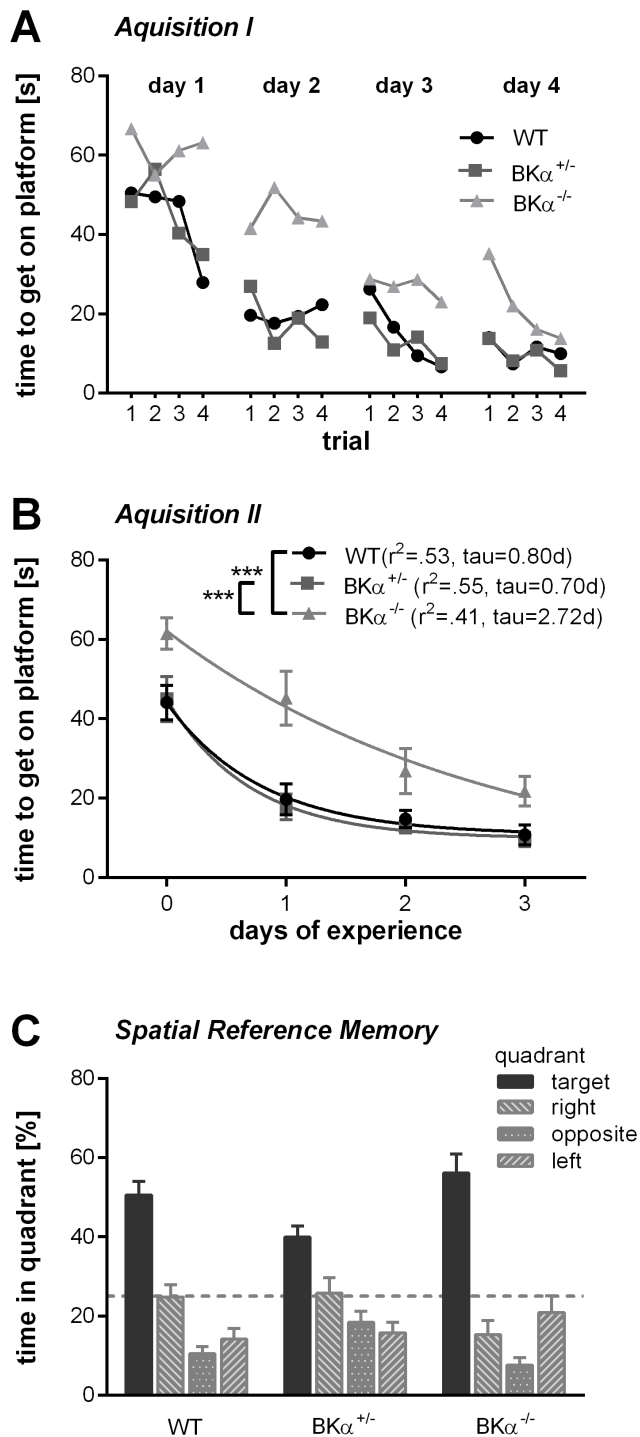 A Aquisition I
time to get on platform [s]
80
60
40
20
0
day 1 day 2 day 3 day 4
WT
BKα+/-
BKα-/-
1 2 3 4 1 2 3 4 1 2 3 4 1 2 3 4
trial
B Aquisition II
time to get on platform [s]
80
60
40
20
0
*** WT(r2=.53, tau=0.80d)
*** BKα+/- (r2=.55, tau=0.70d)
BKα-/- (r2=.41, tau=2.72d)
0 1 2 3
days of experience
C Spatial Reference Memory
time in quadrant [%]
80
60
40
20
0
quadrant
target
right
opposite
left
WT BKα+/- BKα-/-